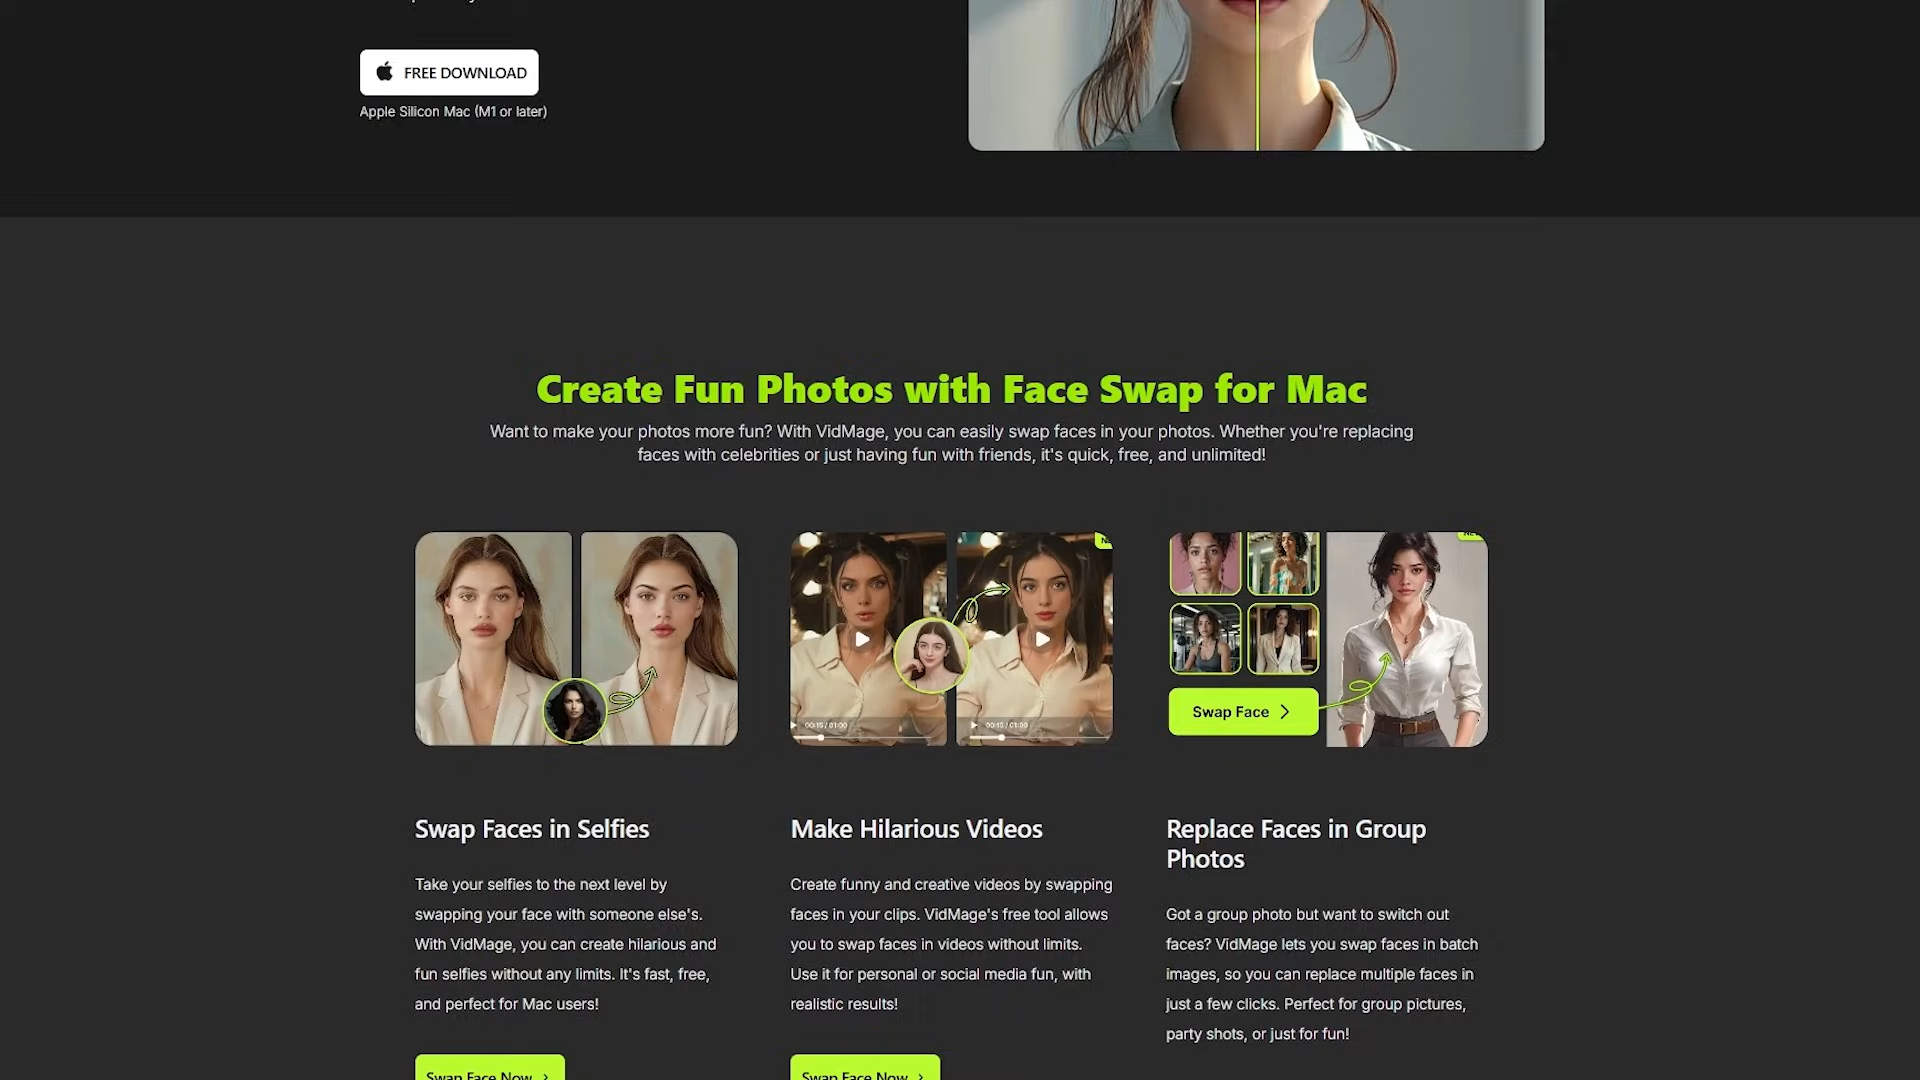 FREE DOWNLOAD
Apple Silicon Mac (M1 or later)
Create Fun Photos with Face Swap for Mac
Want to make your photos more fun? With VidMage, you can easily swap faces in your photos. Whether you're replacing
faces with celebrities or just having fun with friends, it's quick, free, and unlimited!
00:15 / 01:00
00:15 / 01:00
Swap Face
Swap Faces in Selfies
Take your selfies to the next level by
swapping your face with someone else's.
With VidMage, you can create hilarious and
fun selfies without any limits. It's fast, free,
and perfect for Mac users!
Swap Face Now
Make Hilarious Videos
Create funny and creative videos by swapping
faces in your clips. VidMage's free tool allows
you to swap faces in videos without limits.
Use it for personal or social media fun, with
realistic results!
Swap Face Now
Replace Faces in Group
Photos
Got a group photo but want to switch out
faces? VidMage lets you swap faces in batch
images, so you can replace multiple faces in
just a few clicks. Perfect for group pictures,
party shots, or just for fun!